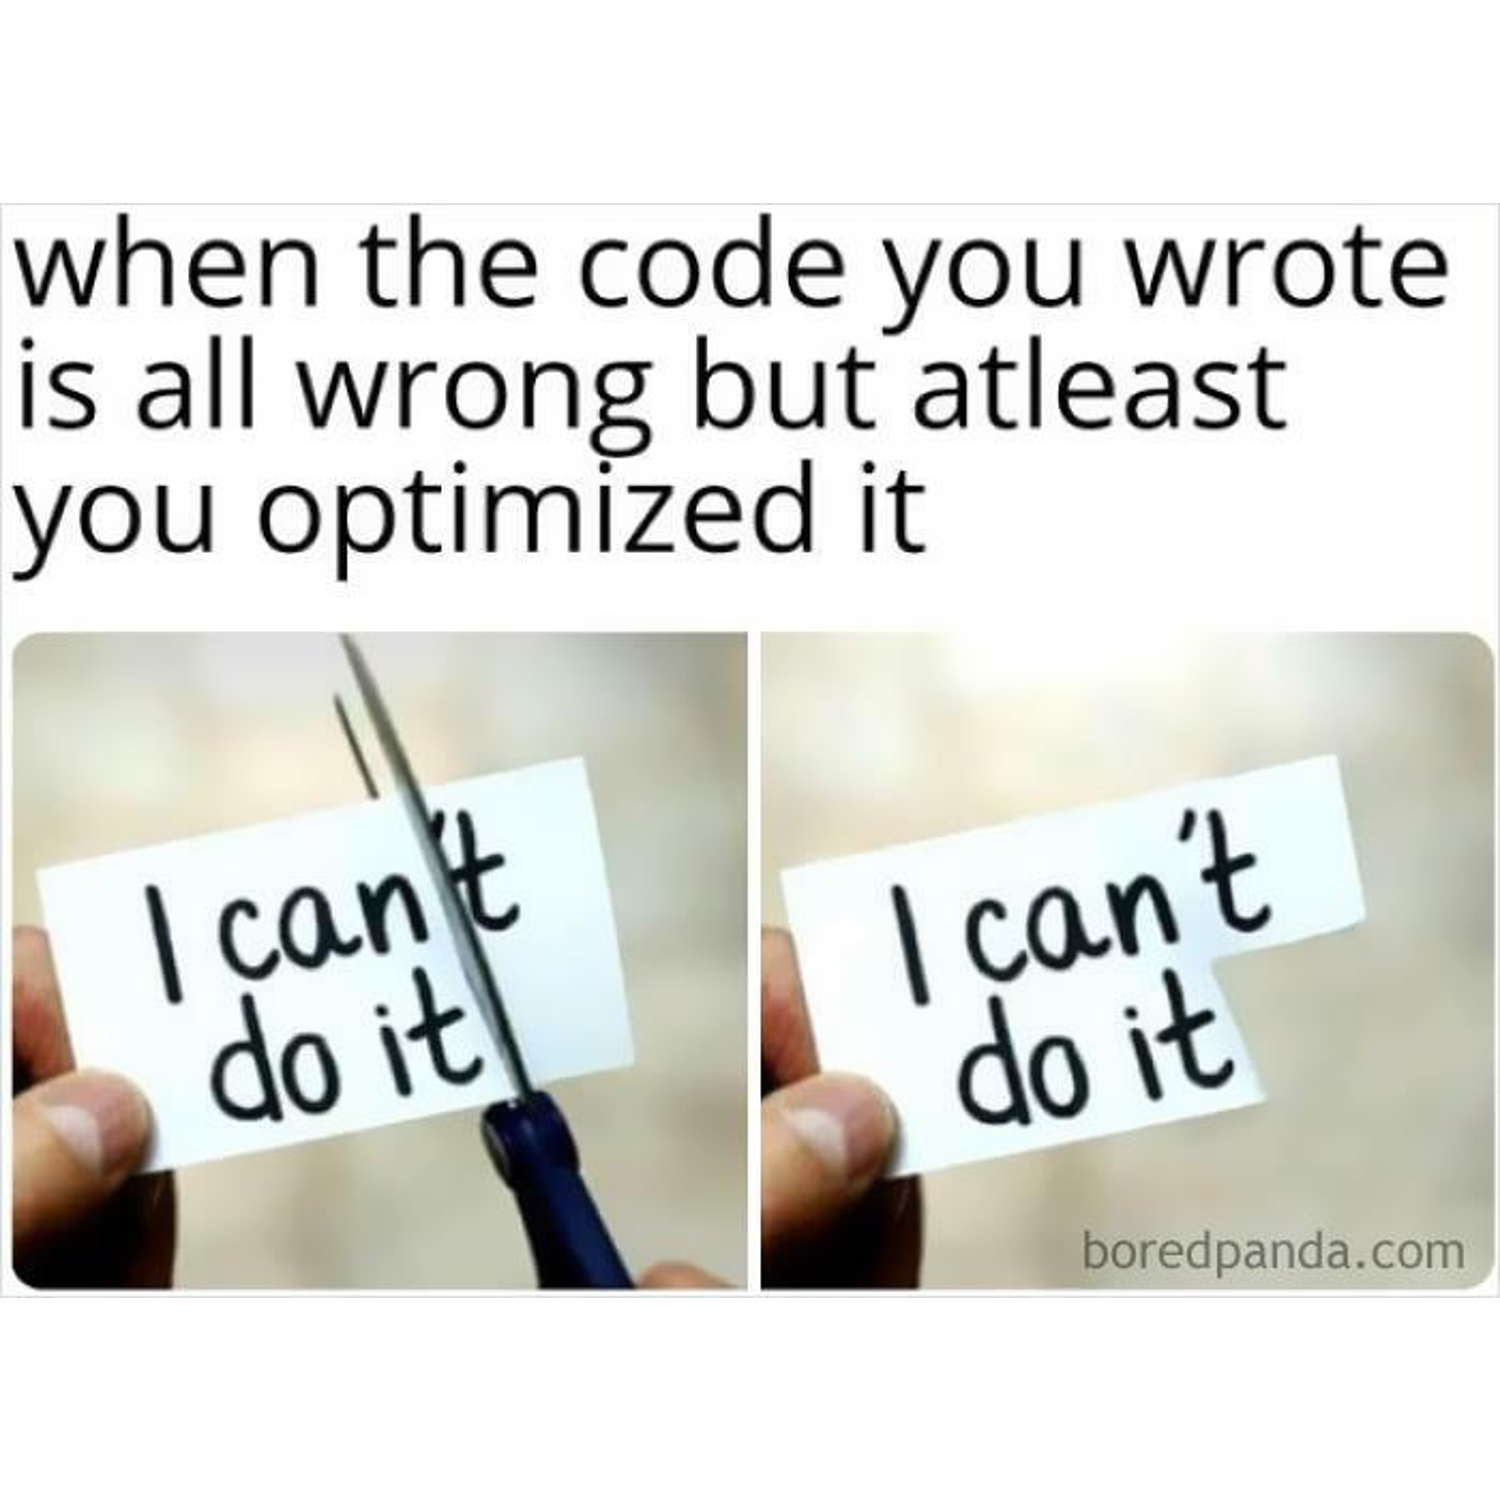 when the code you wrote
is all wrong but atleast
you optimized it
I can't
do it
I can't
do it
boredpanda.com